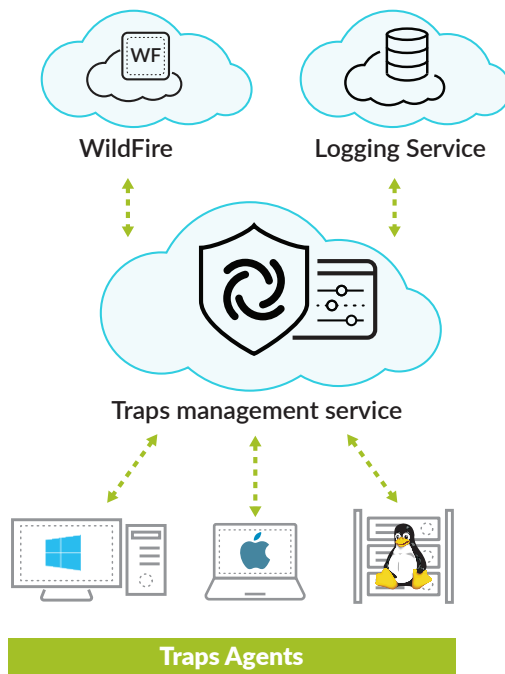 WF
WildFire
Logging Service
Traps management service
Traps Agents